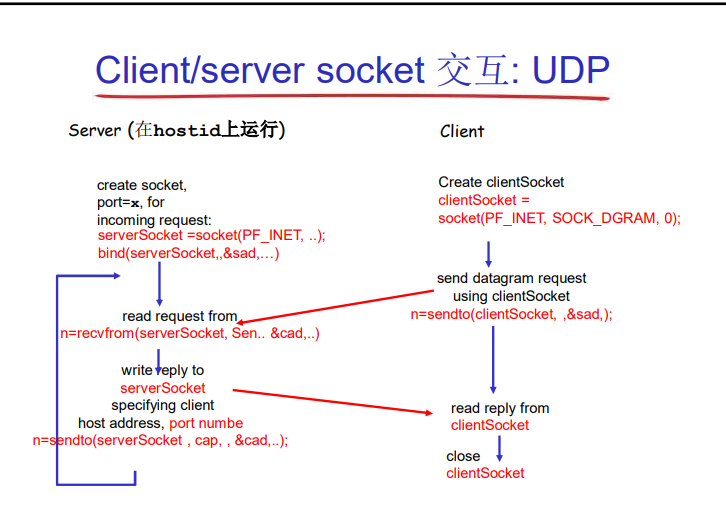 Client/server socket 交互: UDP
Server (在hostid上运行)
create socket,
port=x, for
incoming request:
serverSocket =socket(PF_INET, ..);
bind(serverSocket,,&sad,...)
read request from
n=recvfrom(serverSocket, Sen.. &cad,..)
write reply to
serverSocket
specifying client
host address, port numbe
n=sendto(serverSocket , cap, , &cad,..);
Client
Create clientSocket
clientSocket =
socket(PF_INET, SOCK_DGRAM, 0);
send datagram request
using clientSocket
n=sendto(clientSocket, ,&sad,);
read reply from
clientSocket
close
clientSocket